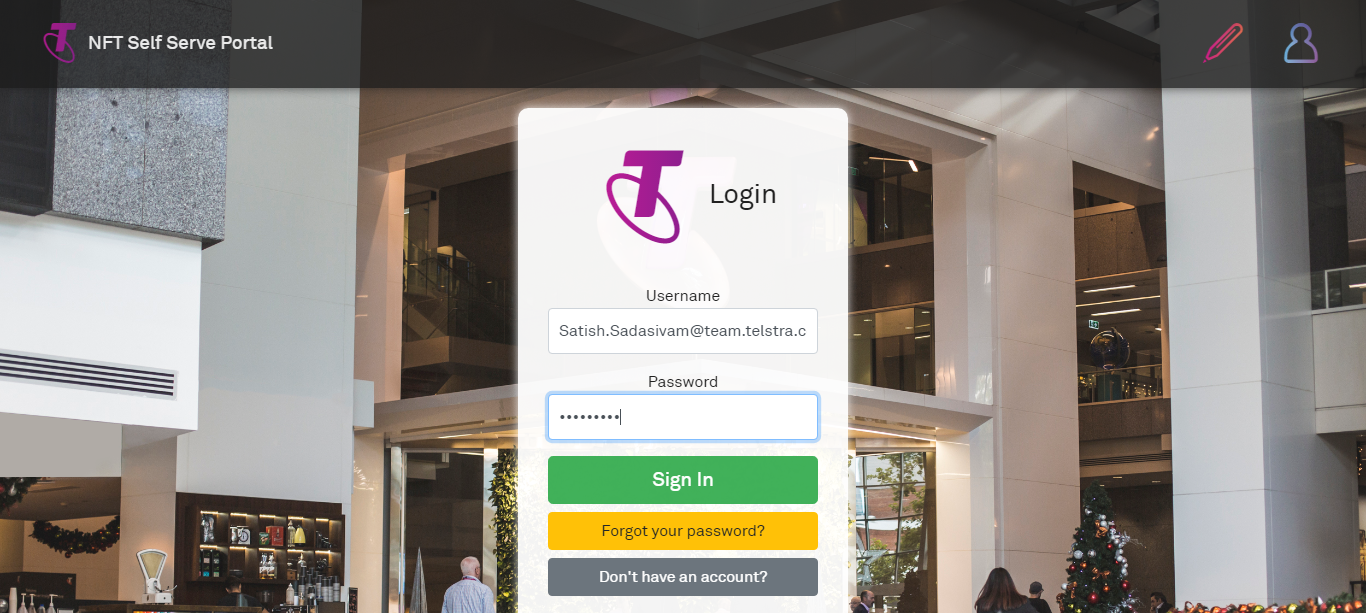 NFT Self Serve Portal
Login
Username
Satish.Sadasivam@team.telstra.c
Password
•••••••••
Sign In
Forgot your password?
Don't have an account?